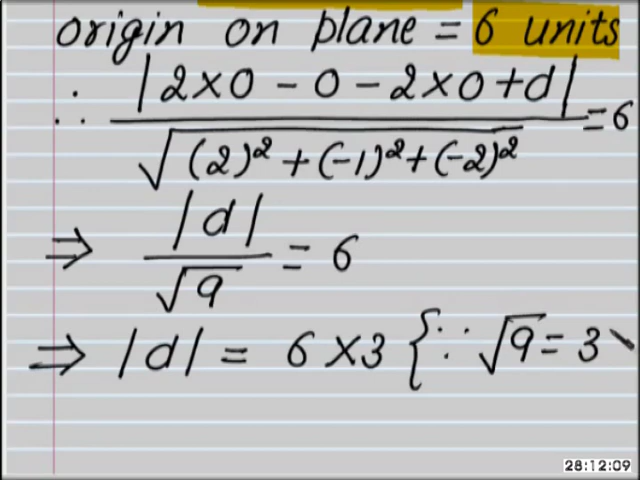 origin on plane = 6 units
∴ |2×0 - 0 - 2×0+d| / √(2)²+(-1)²+(-2)² = 6
⇒ |d| / √9 = 6
⇒ |d| = 6 ×3 {∵ √9 = 3
28:12:09